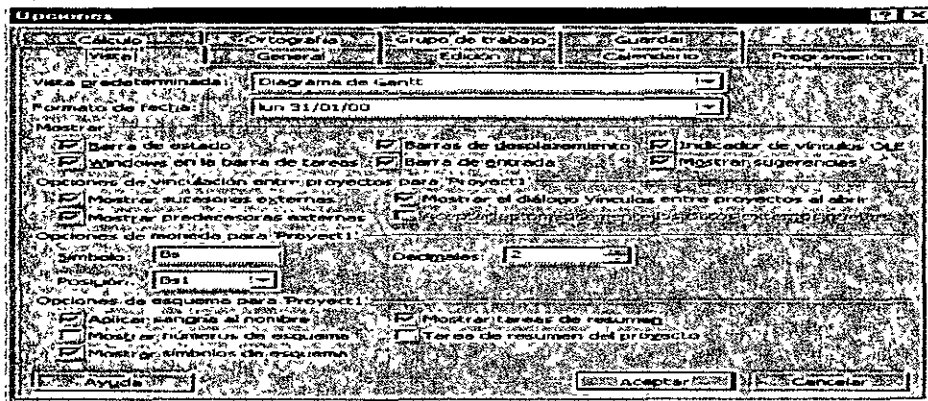 Opciones
Cálculo Ortografía Grupo de trabajo Guardar
Vista General Edición Calendario Programación
Vista predeterminada: Diagrama de Gantt
Formato de fecha: lun 31/01/00
Mostrar
Barra de estado Barras de desplazamiento Indicador de vínculos OLE
Windows en la barra de tareas Barra de entrada Mostrar sugerencias
Opciones de vinculación entre proyectos para 'Proyect1'
Mostrar sucesoras externas Mostrar el diálogo Vínculos entre proyectos al abrir
Mostrar predecesoras externas
Opciones de moneda para 'Proyect1':
Símbolo: Bs Decimales: 2
Posición: Bs1
Opciones de esquema para 'Proyect1':
Aplicar sangría al nombre Mostrar tareas de resumen
Mostrar números de esquema Tarea de resumen del proyecto
Mostrar símbolos de esquema
Ayuda Aceptar Cancelar